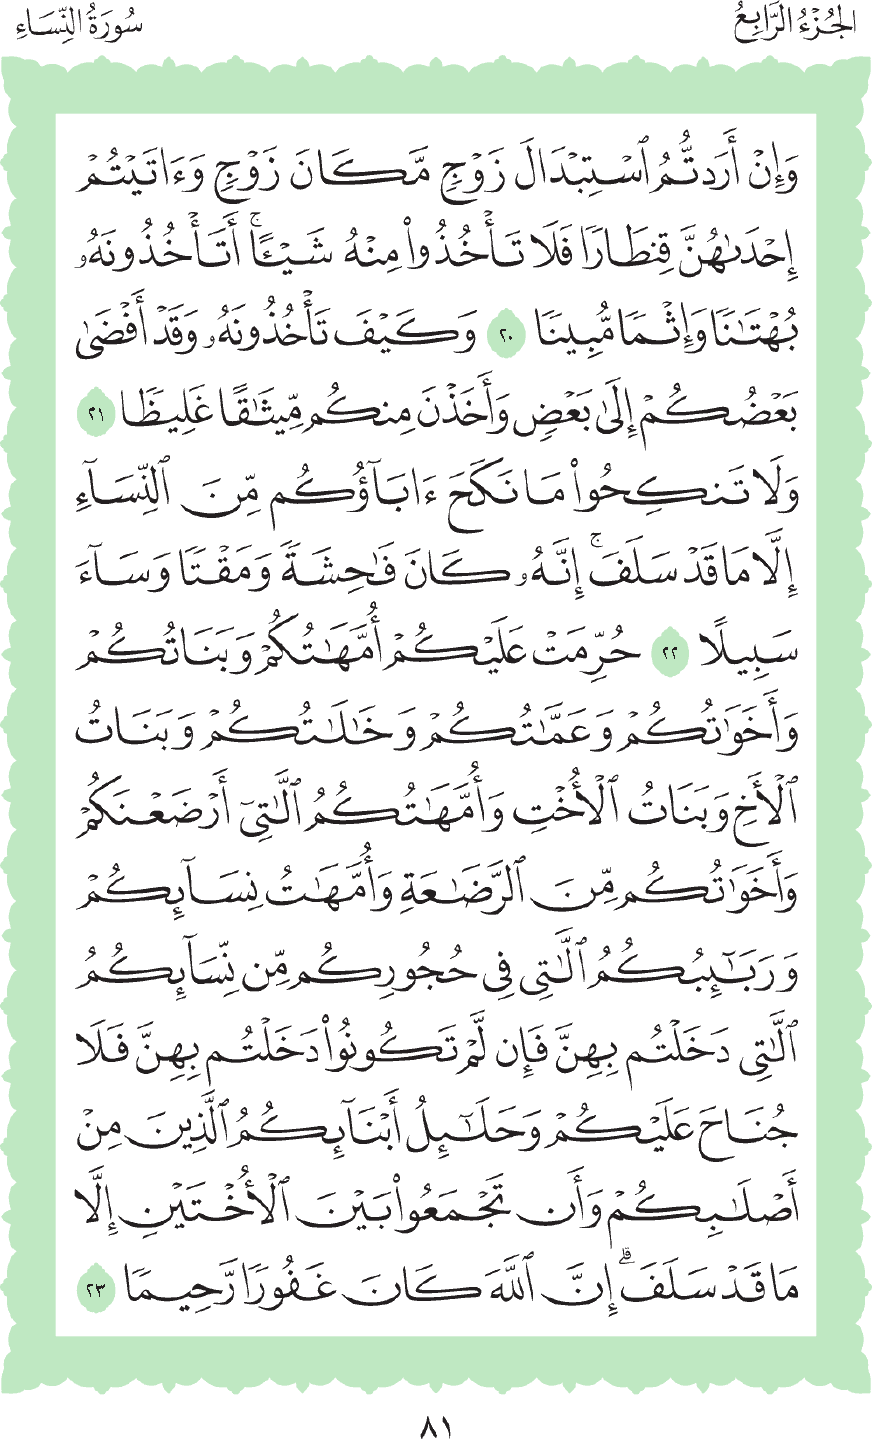 الجُزْءُ الرَّابِعُ
سُورَةُ النِّسَاءِ
وَإِنْ أَرَدتُّمُ ٱسْتِبْدَالَ زَوْجٍ مَّكَانَ زَوْجٍ وَءَاتَيْتُمْ
إِحْدَىٰهُنَّ قِنطَارًا فَلَا تَأْخُذُوا۟ مِنْهُ شَيْـًٔا ۚ أَتَأْخُذُونَهُۥ
بُهْتَـٰنًا وَإِثْمًا مُّبِينًا ٢٠ وَكَيْفَ تَأْخُذُونَهُۥ وَقَدْ أَفْضَىٰ
بَعْضُكُمْ إِلَىٰ بَعْضٍ وَأَخَذْنَ مِنكُم مِّيثَـٰقًا غَلِيظًا ٢١
وَلَا تَنكِحُوا۟ مَا نَكَحَ ءَابَآؤُكُم مِّنَ ٱلنِّسَآءِ
إِلَّا مَا قَدْ سَلَفَ ۚ إِنَّهُۥ كَانَ فَـٰحِشَةً وَمَقْتًا وَسَآءَ
سَبِيلًا ٢٢ حُرِّمَتْ عَلَيْكُمْ أُمَّهَـٰتُكُمْ وَبَنَاتُكُمْ
وَأَخَوَٰتُكُمْ وَعَمَّـٰتُكُمْ وَخَـٰلَـٰتُكُمْ وَبَنَاتُ
ٱلْأَخِ وَبَنَاتُ ٱلْأُخْتِ وَأُمَّهَـٰتُكُمُ ٱلَّـٰتِىٓ أَرْضَعْنَكُمْ
وَأَخَوَٰتُكُم مِّنَ ٱلرَّضَـٰعَةِ وَأُمَّهَـٰتُ نِسَآئِكُمْ
وَرَبَـٰٓئِبُكُمُ ٱلَّـٰتِى فِى حُجُورِكُم مِّن نِّسَآئِكُمُ
ٱلَّـٰتِى دَخَلْتُم بِهِنَّ فَإِن لَّمْ تَكُونُوا۟ دَخَلْتُم بِهِنَّ فَلَا
جُنَاحَ عَلَيْكُمْ وَحَلَـٰٓئِلُ أَبْنَآئِكُمُ ٱلَّذِينَ مِنْ
أَصْلَـٰبِكُمْ وَأَن تَجْمَعُوا۟ بَيْنَ ٱلْأُخْتَيْنِ إِلَّا
مَا قَدْ سَلَفَ ۗ إِنَّ ٱللَّهَ كَانَ غَفُورًا رَّحِيمًا ٢٣
٨١